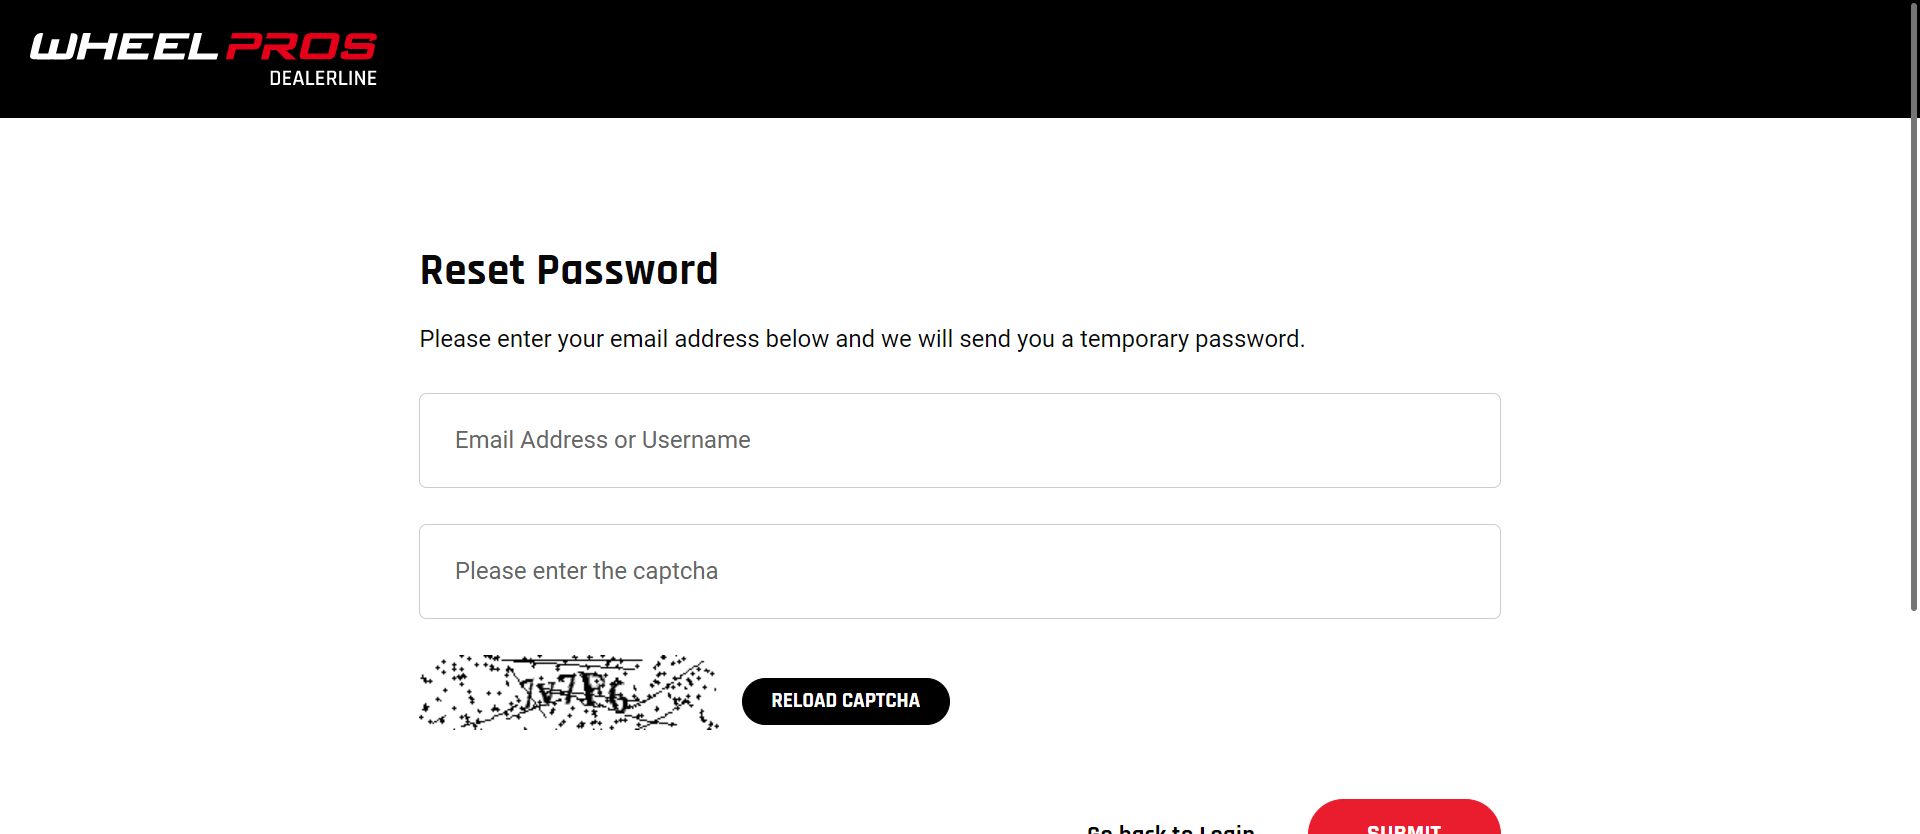 WHEEL PROS
DEALERLINE
Reset Password
Please enter your email address below and we will send you a temporary password.
Email Address or Username
Please enter the captcha
RELOAD CAPTCHA
Go back to Login
SUBMIT